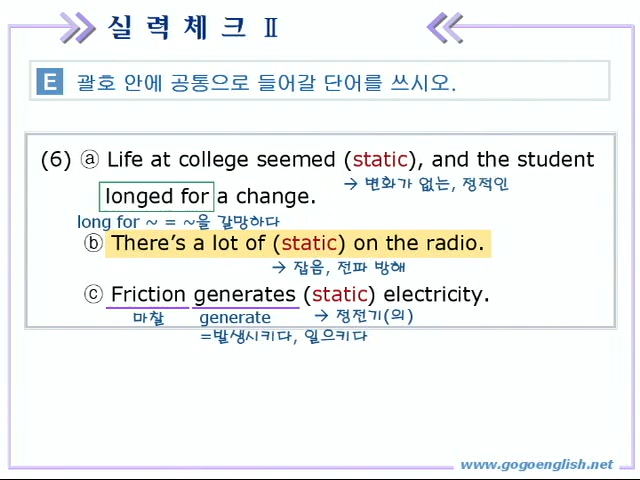 실 력 체 크 Ⅱ
E 괄호 안에 공통으로 들어갈 단어를 쓰시오.
(6) ⓐ Life at college seemed (static), and the student
→ 변화가 없는, 정적인
longed for a change.
long for ~ = ~을 갈망하다
ⓑ There's a lot of (static) on the radio.
→ 잡음, 전파 방해
ⓒ Friction generates (static) electricity.
마찰 generate → 정전기(의)
=발생시키다, 일으키다
www.gogoenglish.net